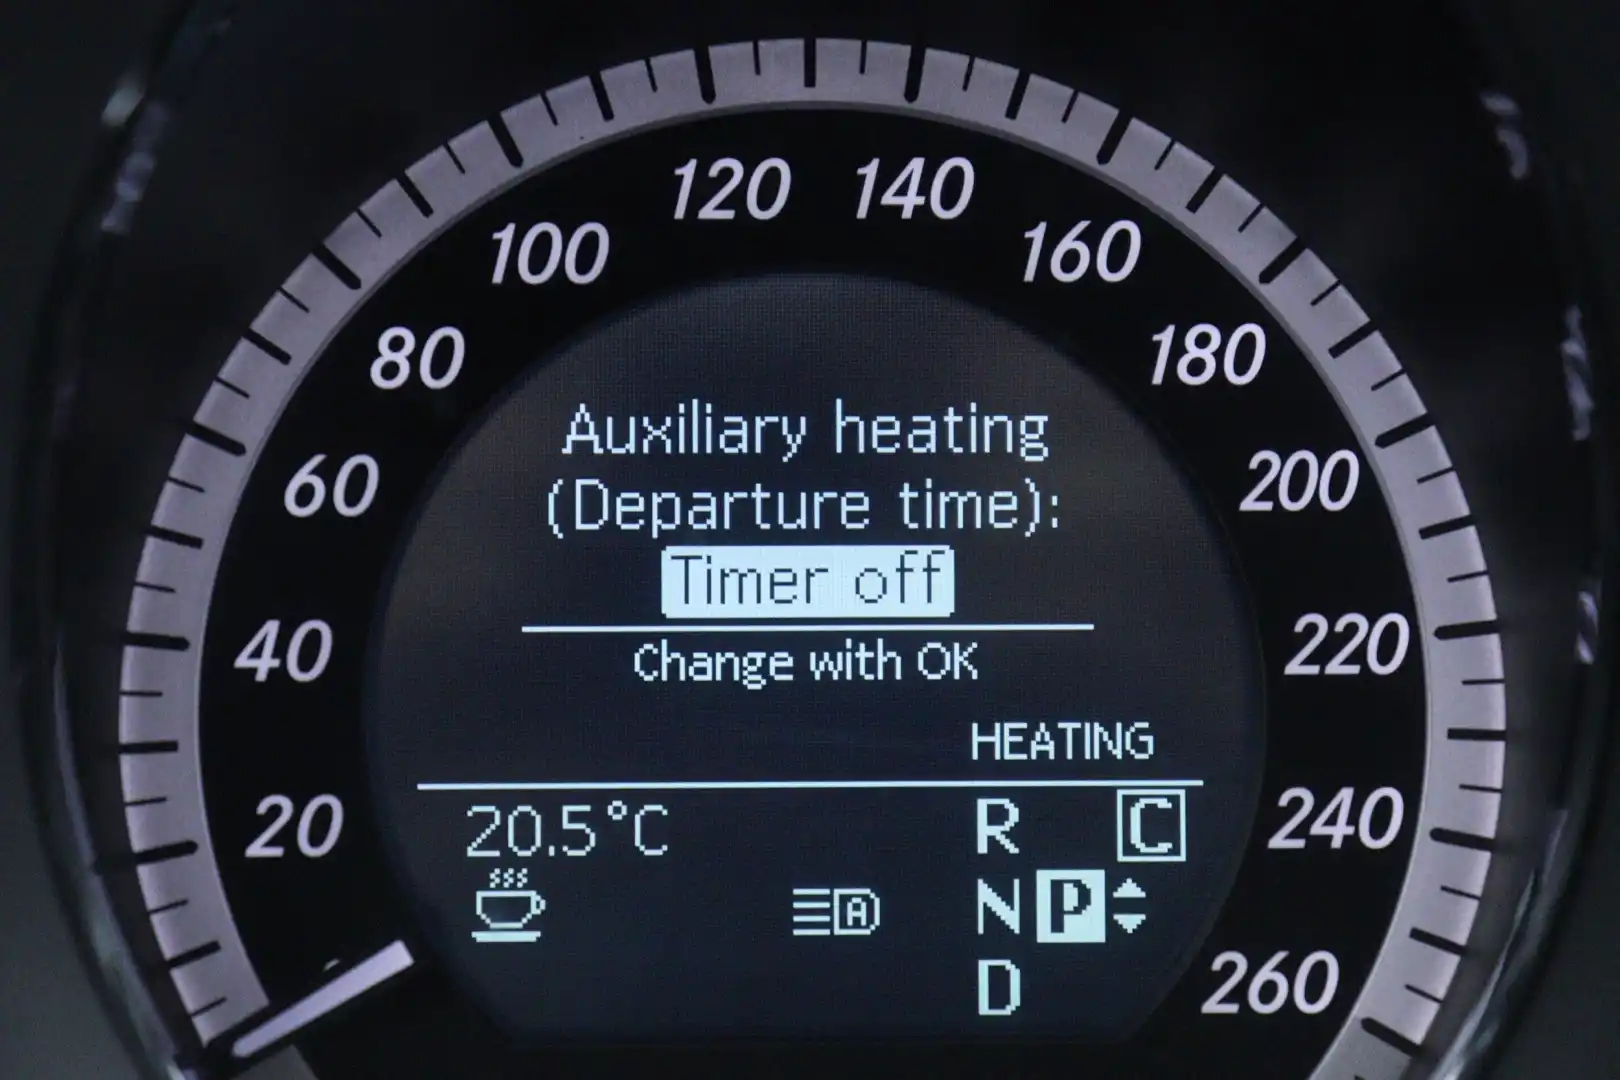 120 140
100 160
80 180
60 200
40 220
20 240
260
Auxiliary heating
(Departure time):
Timer off
Change with OK
HEATING
20.5°C
R C
A N P
D